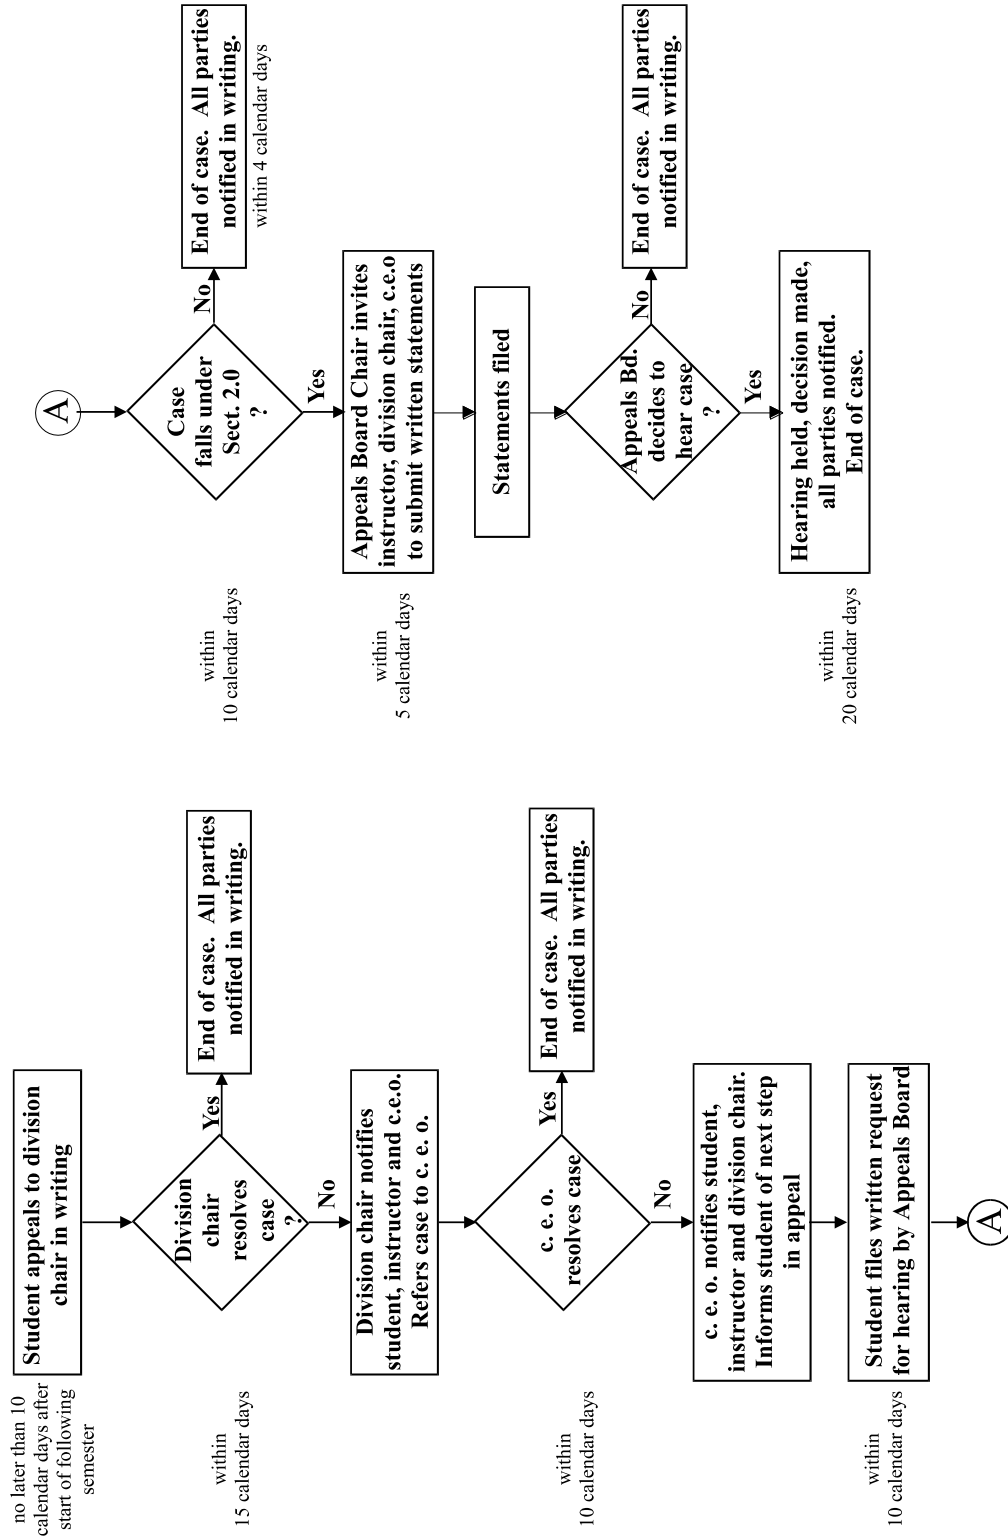 no later than 10
calendar days after
start of following
semester
Student appeals to division
chair in writing
within
15 calendar days
Division
chair
resolves
case
?
Yes
End of case. All parties
notified in writing.
No
Division chair notifies
student, instructor and c.e.o.
Refers case to c. e. o.
within
10 calendar days
c. e. o.
resolves case
Yes
End of case. All parties
notified in writing.
No
c. e. o. notifies student,
instructor and division chair.
Informs student of next step
in appeal
within
10 calendar days
Student files written request
for hearing by Appeals Board
A
A
within
10 calendar days
Case
falls under
Sect. 2.0
?
No
End of case. All parties
notified in writing.
within 4 calendar days
Yes
within
5 calendar days
Appeals Board Chair invites
instructor, division chair, c.e.o
to submit written statements
Statements filed
Appeals Bd.
decides to
hear case
?
No
End of case. All parties
notified in writing.
Yes
within
20 calendar days
Hearing held, decision made,
all parties notified.
End of case.